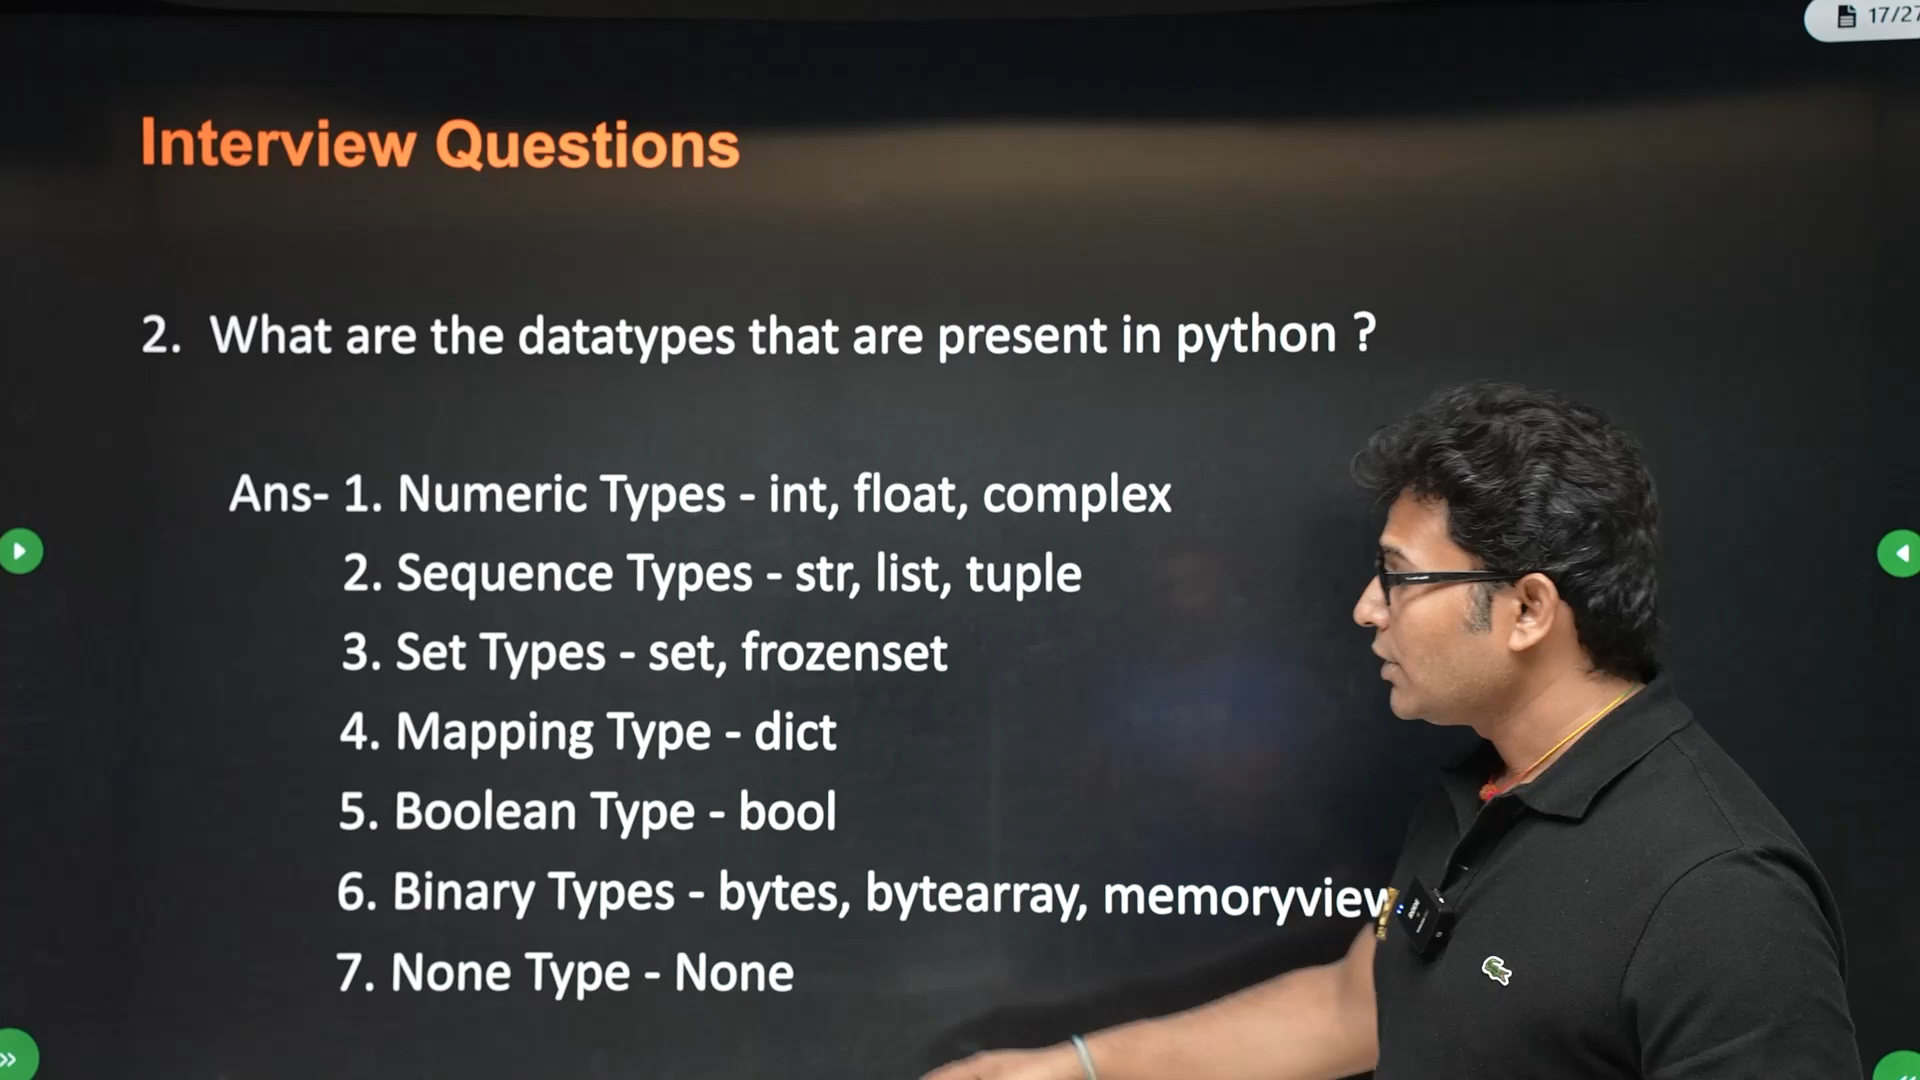 17/27
Interview Questions
2. What are the datatypes that are present in python ?
Ans- 1. Numeric Types - int, float, complex
2. Sequence Types - str, list, tuple
3. Set Types - set, frozenset
4. Mapping Type - dict
5. Boolean Type - bool
6. Binary Types - bytes, bytearray, memoryview
7. None Type - None